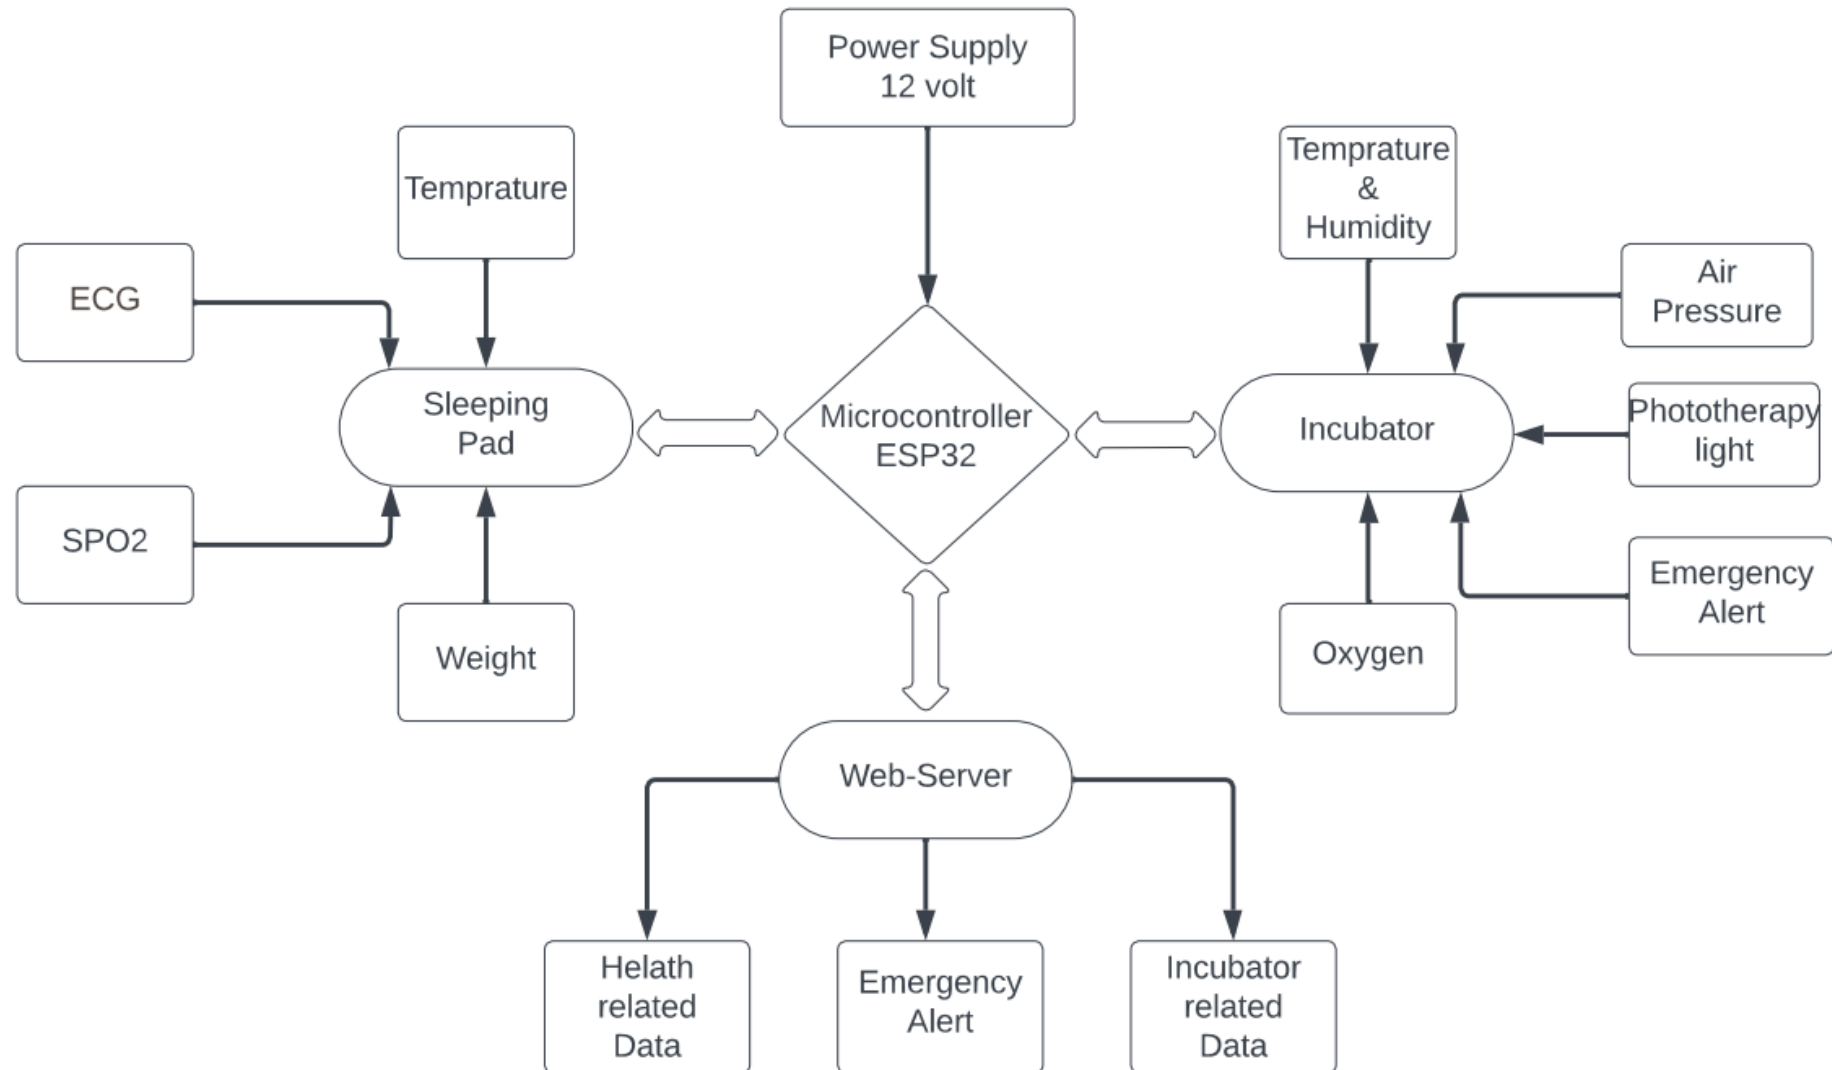 Power Supply
12 volt
Temprature
Temprature
&
Humidity
ECG
Air
Pressure
Sleeping
Pad
Microcontroller
ESP32
Incubator
Phototherapy
light
SPO2
Emergency
Alert
Weight
Oxygen
Web-Server
Helath
related
Data
Emergency
Alert
Incubator
related
Data